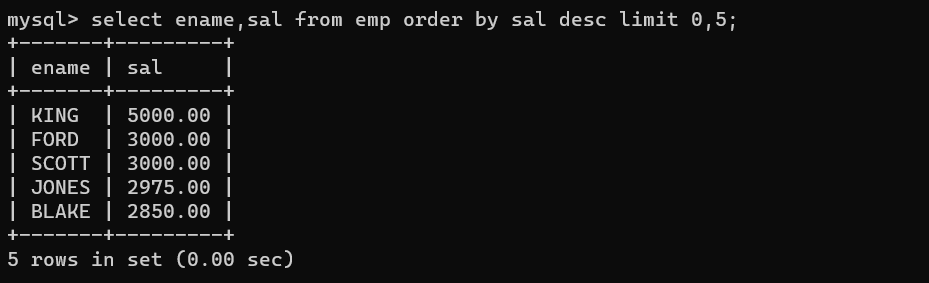 mysql> select ename,sal from emp order by sal desc limit 0,5;
+-------+---------+
| ename | sal     |
+-------+---------+
| KING  | 5000.00 |
| FORD  | 3000.00 |
| SCOTT | 3000.00 |
| JONES | 2975.00 |
| BLAKE | 2850.00 |
+-------+---------+
5 rows in set (0.00 sec)